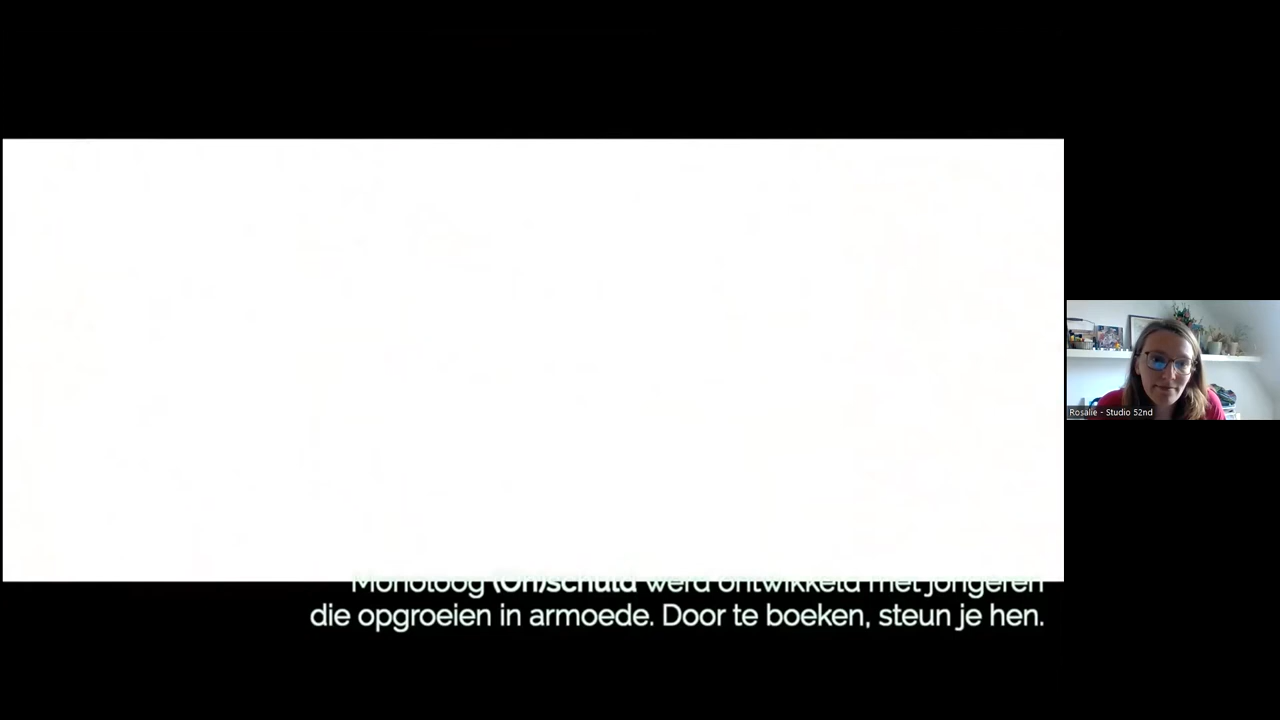 Monoloog (On)schuld werd ontwikkeld met jongeren
die opgroeien in armoede. Door te boeken, steun je hen.
Rosalie - Studio 52nd